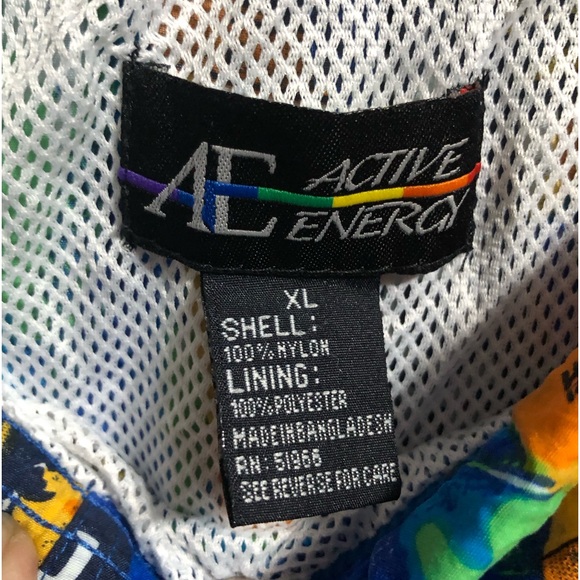 AE ACTIVE
ENERGY
XL
SHELL:
100% NYLON
LINING:
100% POLYESTER
MADE IN BANGLADESH
RN: 51966
SEE REVERSE FOR CARE